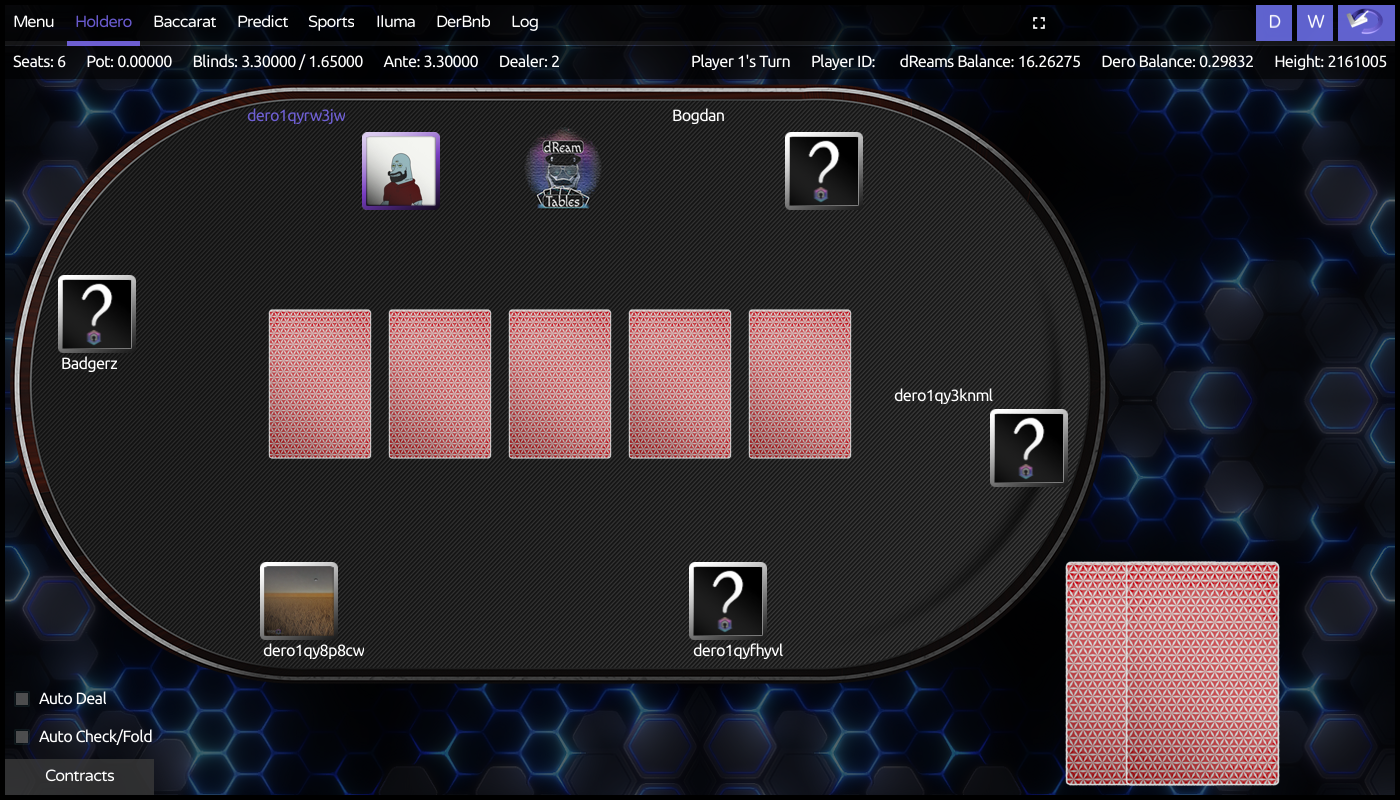 Menu Holdero Baccarat Predict Sports Iluma DerBnb Log D W
Seats: 6 Pot: 0.00000 Blinds: 3.30000 / 1.65000 Ante: 3.30000 Dealer: 2 Player 1's Turn Player ID: dReams Balance: 16.26275 Dero Balance: 0.29832 Height: 2161005
dero1qyrw3jw Bogdan
dReam
Tables
? 
?
Badgerz
dero1qy3knml
?
?
dero1qy8p8cw dero1qyfhyvl
Auto Deal
Auto Check/Fold
Contracts